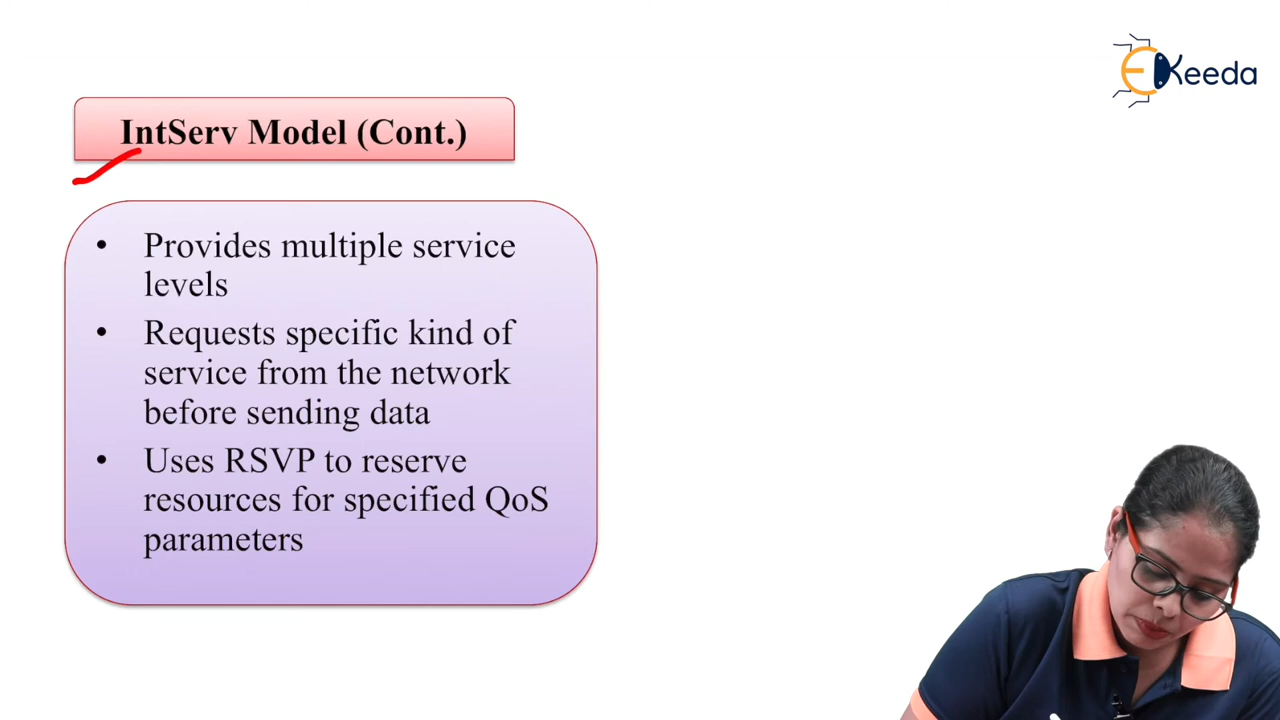 EKeeda
IntServ Model (Cont.)
• Provides multiple service
levels
• Requests specific kind of
service from the network
before sending data
• Uses RSVP to reserve
resources for specified QoS
parameters